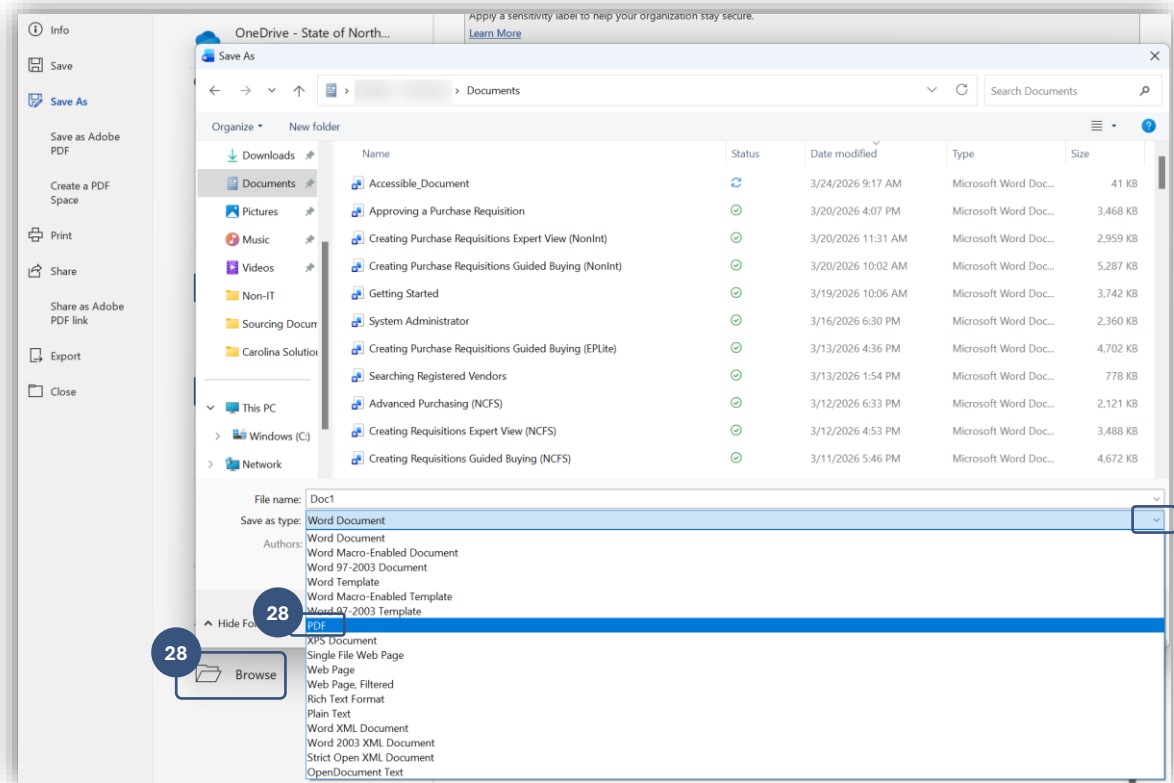 Info
Save
Save As
Save as Adobe
PDF
Create a PDF
Space
Print
Share
Share as Adobe
PDF link
Export
Close
Apply a sensitivity label to help your organization stay secure.
OneDrive - State of North...
Learn More
Save As
Documents
Search Documents
Organize
New folder
Downloads
Documents
Pictures
Music
Videos
Non-IT
Sourcing Docum
Carolina Solution
This PC
Windows (C:)
Network
Name Status Date modified Type Size
Accessible_Document 3/24/2026 9:17 AM Microsoft Word Doc... 41 KB
Approving a Purchase Requisition 3/20/2026 4:07 PM Microsoft Word Doc... 3,468 KB
Creating Purchase Requisitions Expert View (NonInt) 3/20/2026 11:31 AM Microsoft Word Doc... 2,959 KB
Creating Purchase Requisitions Guided Buying (NonInt) 3/20/2026 10:02 AM Microsoft Word Doc... 5,287 KB
Getting Started 3/19/2026 10:06 AM Microsoft Word Doc... 3,742 KB
System Administrator 3/16/2026 6:30 PM Microsoft Word Doc... 2,360 KB
Creating Purchase Requisitions Guided Buying (EPLite) 3/13/2026 4:36 PM Microsoft Word Doc... 4,702 KB
Searching Registered Vendors 3/13/2026 1:54 PM Microsoft Word Doc... 778 KB
Advanced Purchasing (NCFS) 3/12/2026 6:33 PM Microsoft Word Doc... 2,121 KB
Creating Requisitions Expert View (NCFS) 3/12/2026 4:53 PM Microsoft Word Doc... 3,488 KB
Creating Requisitions Guided Buying (NCFS) 3/11/2026 5:46 PM Microsoft Word Doc... 4,672 KB
File name: Doc1
Save as type: Word Document
Authors:
Word Document
Word Macro-Enabled Document
Word 97-2003 Document
Word Template
Word Macro-Enabled Template
Word 97-2003 Template
28
Hide Fo
PDF
XPS Document
Single File Web Page
Web Page
Web Page, Filtered
Rich Text Format
Plain Text
Word XML Document
Word 2003 XML Document
Strict Open XML Document
OpenDocument Text
28
Browse